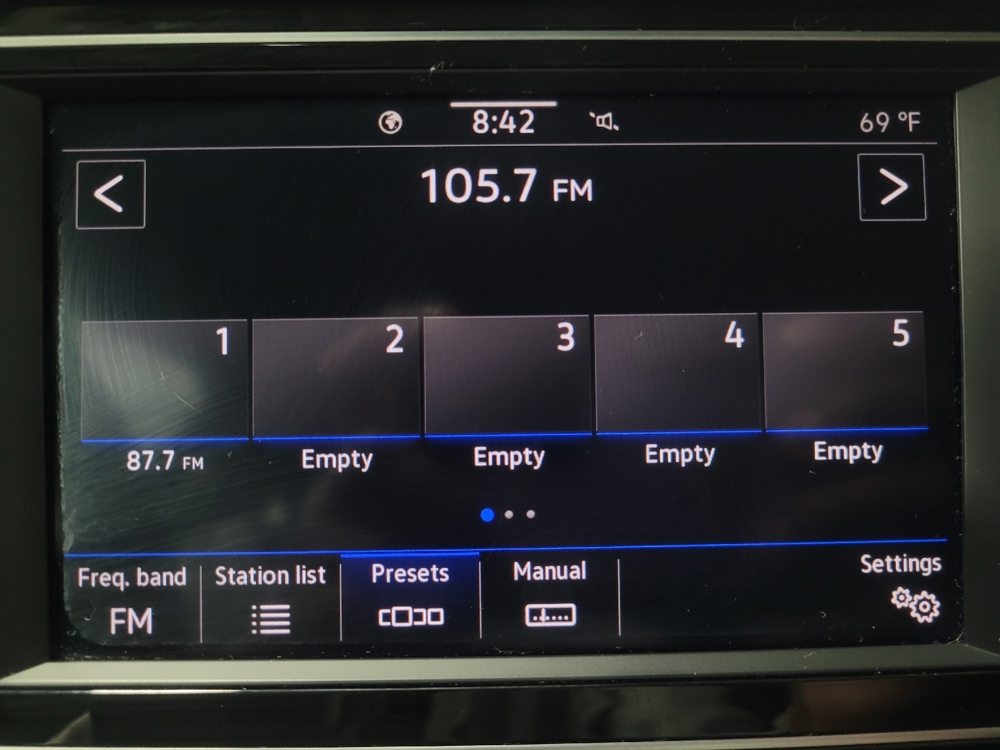 8:42
69 °F
< 105.7 FM >
1 2 3 4 5
87.7 FM Empty Empty Empty Empty
Freq. band Station list Presets Manual Settings
FM